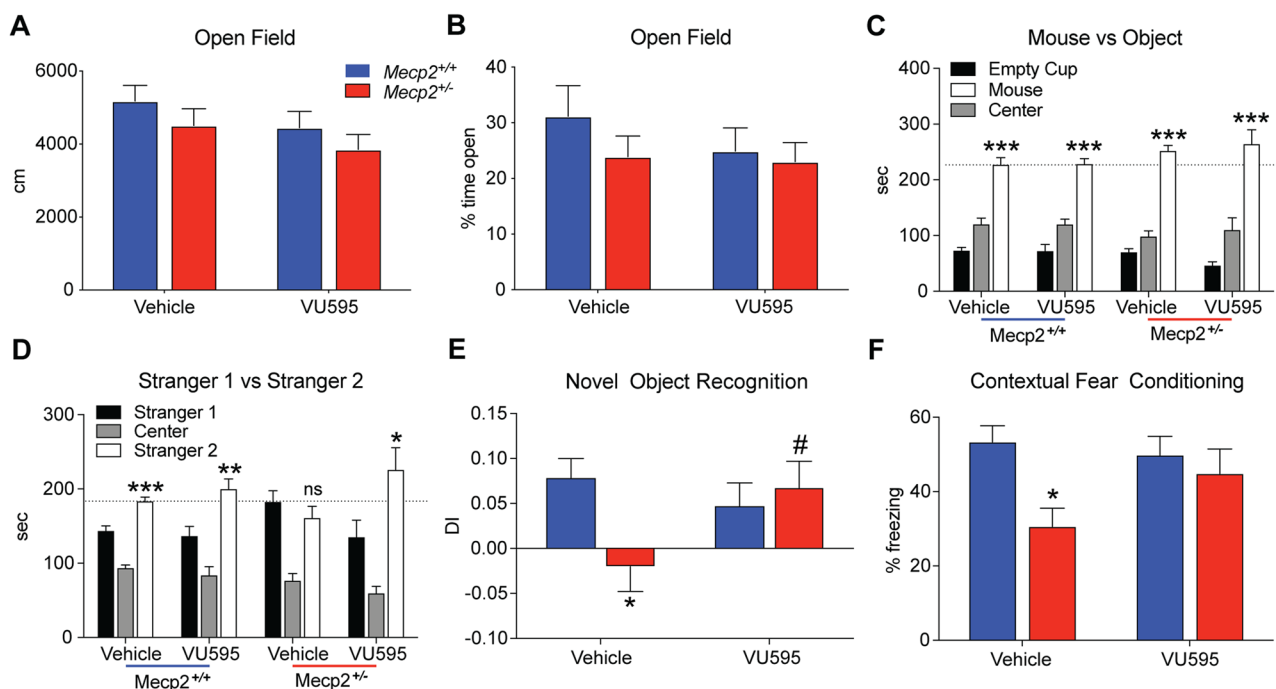 A
Open Field
6000
4000
2000
0
cm
Vehicle
VU595
Mecp2+/+
Mecp2+/-
B
Open Field
40
30
20
10
0
% time open
Vehicle
VU595
C
Mouse vs Object
400
300
200
100
0
sec
Empty Cup
Mouse
Center
***
***
***
***
Vehicle VU595 Vehicle VU595
Mecp2+/+ Mecp2+/-
D
Stranger 1 vs Stranger 2
300
200
100
0
sec
Stranger 1
Center
Stranger 2
***
**
ns
*
Vehicle VU595 Vehicle VU595
Mecp2+/+ Mecp2+/-
E
Novel Object Recognition
0.15
0.10
0.05
0.00
-0.05
-0.10
DI
*
#
Vehicle
VU595
F
Contextual Fear Conditioning
60
40
20
0
% freezing
*
Vehicle
VU595